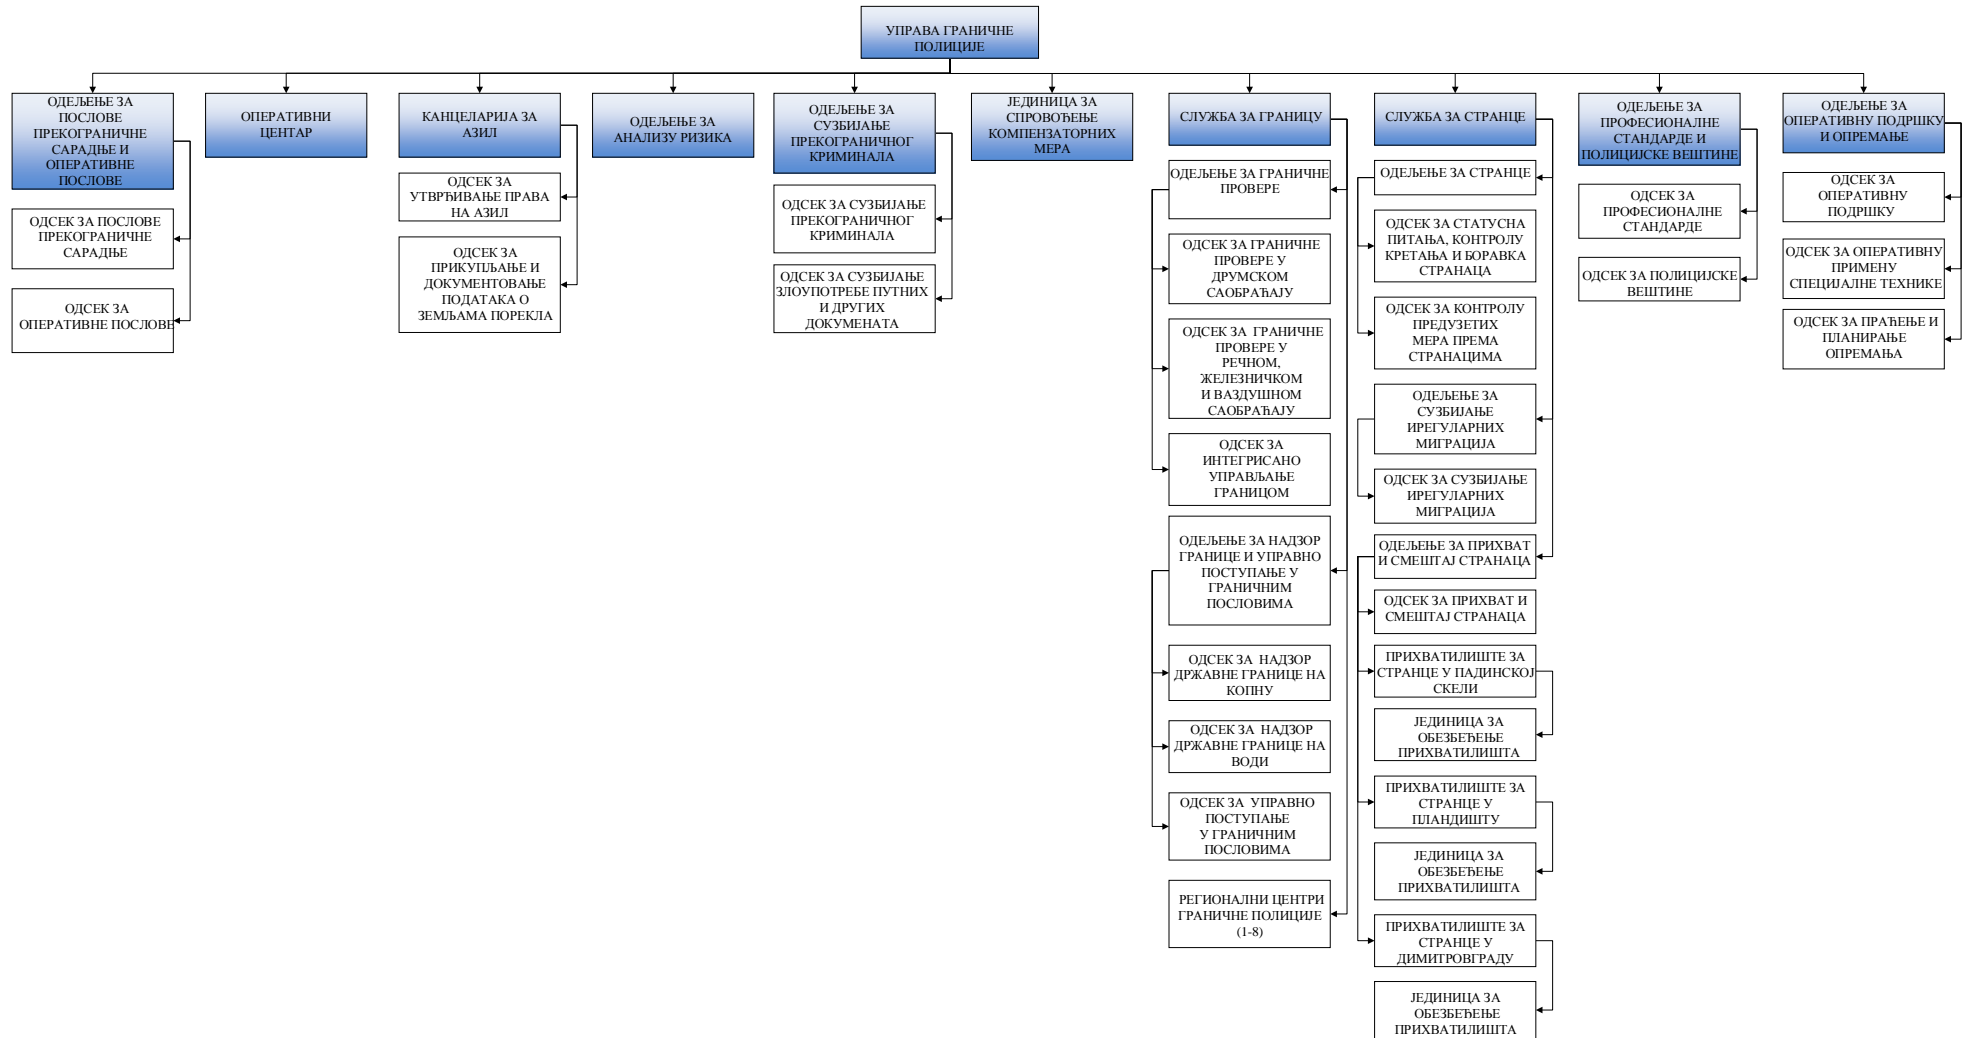 УПРАВА ГРАНИЧНЕ
ПОЛИЦИЈЕ
ОДЕЉЕЊЕ ЗА
ПОСЛОВЕ
ПРЕКОГРАНИЧНЕ
САРАДЊЕ И
ОПЕРАТИВНЕ
ПОСЛОВЕ
ОДСЕК ЗА ПОСЛОВЕ
ПРЕКОГРАНИЧНЕ
САРАДЊЕ
ОДСЕК ЗА
ОПЕРАТИВНЕ ПОСЛОВЕ
ОПЕРАТИВНИ
ЦЕНТАР
КАНЦЕЛАРИЈА ЗА
АЗИЛ
ОДСЕК ЗА
УТВРЂИВАЊЕ ПРАВА
НА АЗИЛ
ОДСЕК ЗА
ПРИКУПЉАЊЕ И
ДОКУМЕНТОВАЊЕ
ПОДАТАКА О
ЗЕМЉАМА ПОРЕКЛА
ОДЕЉЕЊЕ ЗА
АНАЛИЗУ РИЗИКА
ОДЕЉЕЊЕ ЗА
СУЗБИЈАЊЕ
ПРЕКОГРАНИЧНОГ
КРИМИНАЛА
ОДСЕК ЗА СУЗБИЈАЊЕ
ПРЕКОГРАНИЧНОГ
КРИМИНАЛА
ОДСЕК ЗА СУЗБИЈАЊЕ
ЗЛОУПОТРЕБЕ ПУТНИХ
И ДРУГИХ
ДОКУМЕНАТА
ЈЕДИНИЦА ЗА
СПРОВОЂЕЊЕ
КОМПЕНЗАТОРНИХ
МЕРА
СЛУЖБА ЗА ГРАНИЦУ
ОДЕЉЕЊЕ ЗА ГРАНИЧНЕ
ПРОВЕРЕ
ОДСЕК ЗА ГРАНИЧНЕ
ПРОВЕРЕ У
ДРУМСКОМ
САОБРАЋАЈУ
ОДСЕК ЗА ГРАНИЧНЕ
ПРОВЕРЕ У
РЕЧНОМ,
ЖЕЛЕЗНИЧКОМ
И ВАЗДУШНОМ
САОБРАЋАЈУ
ОДСЕК ЗА
ИНТЕГРИСАНО
УПРАВЉАЊЕ
ГРАНИЦОМ
ОДЕЉЕЊЕ ЗА НАДЗОР
ГРАНИЦЕ И УПРАВНО
ПОСТУПАЊЕ У
ГРАНИЧНИМ
ПОСЛОВИМА
ОДСЕК ЗА НАДЗОР
ДРЖАВНЕ ГРАНИЦЕ НА
КОПНУ
ОДСЕК ЗА НАДЗОР
ДРЖАВНЕ ГРАНИЦЕ НА
ВОДИ
ОДСЕК ЗА УПРАВНО
ПОСТУПАЊЕ
У ГРАНИЧНИМ
ПОСЛОВИМА
РЕГИОНАЛНИ ЦЕНТРИ
ГРАНИЧНЕ ПОЛИЦИЈЕ
(1-8)
СЛУЖБА ЗА СТРАНЦЕ
ОДЕЉЕЊЕ ЗА СТРАНЦЕ
ОДСЕК ЗА СТАТУСНА
ПИТАЊА, КОНТРОЛУ
КРЕТАЊА И БОРАВКА
СТРАНАЦА
ОДСЕК ЗА КОНТРОЛУ
ПРЕДУЗЕТИХ
МЕРА ПРЕМА
СТРАНАЦИМА
ОДЕЉЕЊЕ ЗА
СУЗБИЈАЊЕ
ИРЕГУЛАРНИХ
МИГРАЦИЈА
ОДСЕК ЗА СУЗБИЈАЊЕ
ИРЕГУЛАРНИХ
МИГРАЦИЈА
ОДЕЉЕЊЕ ЗА ПРИХВАТ
И СМЕШТАЈ СТРАНАЦА
ОДСЕК ЗА ПРИХВАТ И
СМЕШТАЈ СТРАНАЦА
ПРИХВАТИЛИШТЕ ЗА
СТРАНЦЕ У ПАДИНСКОЈ
СКЕЛИ
ЈЕДИНИЦА ЗА
ОБЕЗБЕЂЕЊЕ
ПРИХВАТИЛИШТА
ПРИХВАТИЛИШТЕ ЗА
СТРАНЦЕ У
ПЛАНДИШТУ
ЈЕДИНИЦА ЗА
ОБЕЗБЕЂЕЊЕ
ПРИХВАТИЛИШТА
ПРИХВАТИЛИШТЕ ЗА
СТРАНЦЕ У
ДИМИТРОВГРАДУ
ЈЕДИНИЦА ЗА
ОБЕЗБЕЂЕЊЕ
ПРИХВАТИЛИШТА
ОДЕЉЕЊЕ ЗА
ПРОФЕСИОНАЛНЕ
СТАНДАРДЕ И
ПОЛИЦИЈСКЕ ВЕШТИНЕ
ОДСЕК ЗА
ПРОФЕСИОНАЛНЕ
СТАНДАРДЕ
ОДСЕК ЗА ПОЛИЦИЈСКЕ
ВЕШТИНЕ
ОДЕЉЕЊЕ ЗА
ОПЕРАТИВНУ ПОДРШКУ
И ОПРЕМАЊЕ
ОДСЕК ЗА
ОПЕРАТИВНУ
ПОДРШКУ
ОДСЕК ЗА ОПЕРАТИВНУ
ПРИМЕНУ
СПЕЦИЈАЛНЕ ТЕХНИКЕ
ОДСЕК ЗА ПРАЋЕЊЕ И
ПЛАНИРАЊЕ
ОПРЕМАЊА